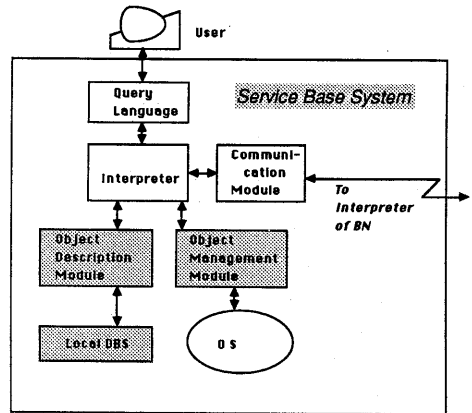 User
Query
Language
Service Base System
Interpreter
Communi-
cation
Module
To
Interpreter
of BN
Object
Description
Module
Object
Management
Module
Local DBS
OS